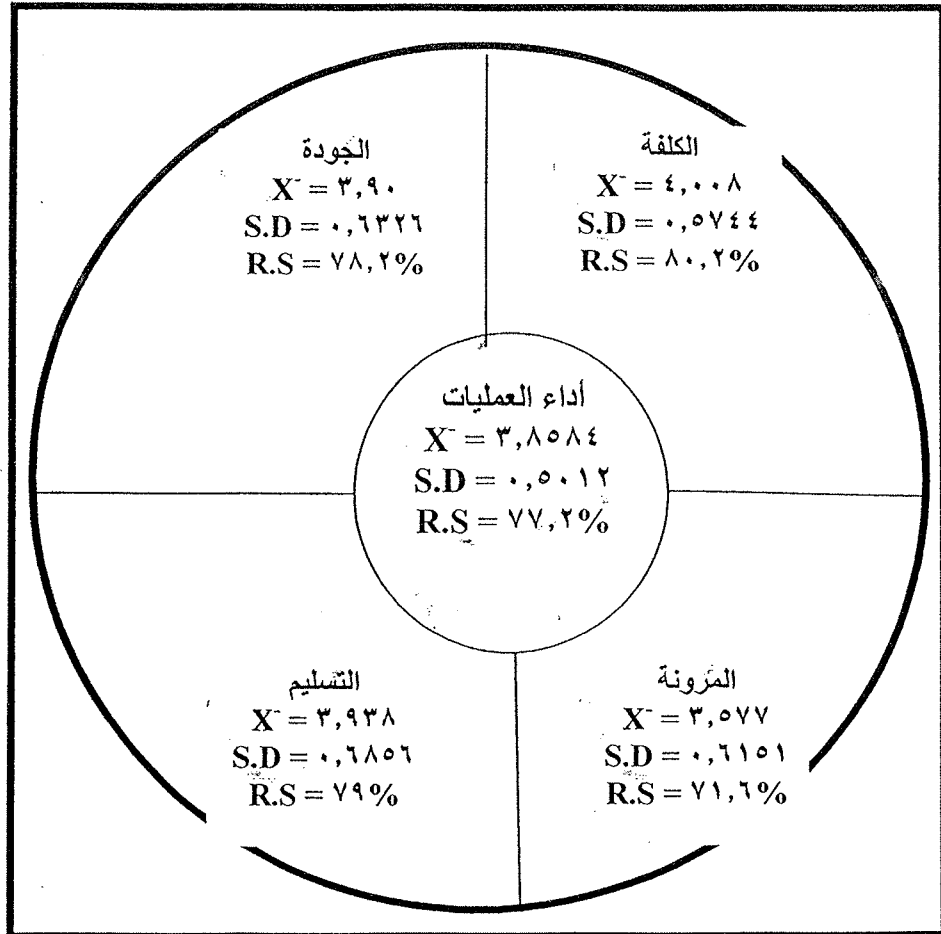 الكلفة
X⁻ = ٤,٠٠٨
S.D = ٠,٥٧٤٤
R.S = ٨٠,٢%
الجودة
X⁻ = ٣,٩٠
S.D = ٠,٦٣٢٦
R.S = ٧٨,٢%
أداء العمليات
X⁻ = ٣,٨٥٨٤
S.D = ٠,٥٠١٢
R.S = ٧٧,٢%
المرونة
X⁻ = ٣,٥٧٧
S.D = ٠,٦١٥١
R.S = ٧١,٦%
التسليم
X⁻ = ٣,٩٣٨
S.D = ٠,٦٨٥٦
R.S = ٧٩%